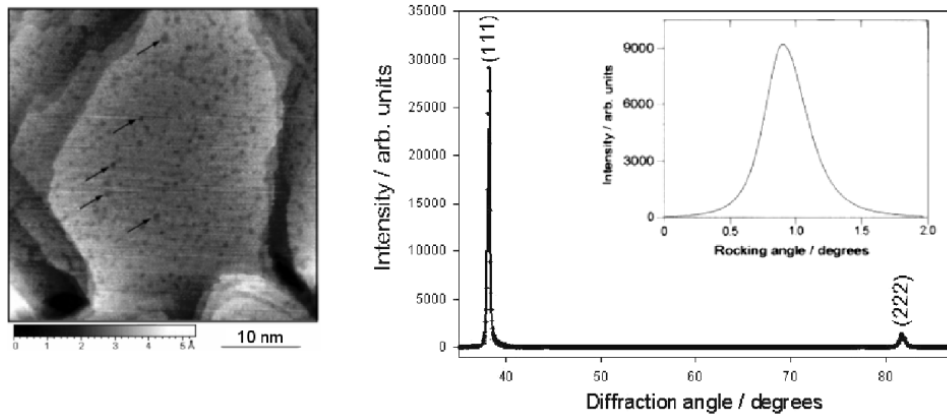 0 1 2 3 4 5 Å
10 nm
35000
30000
25000
20000
15000
10000
5000
0
Intensity / arb. units
(111)
(222)
40 50 60 70 80
Diffraction angle / degrees
9000
6000
3000
0
Intensity / arb. units
0 0.5 1.0 1.5 2.0
Rocking angle / degrees